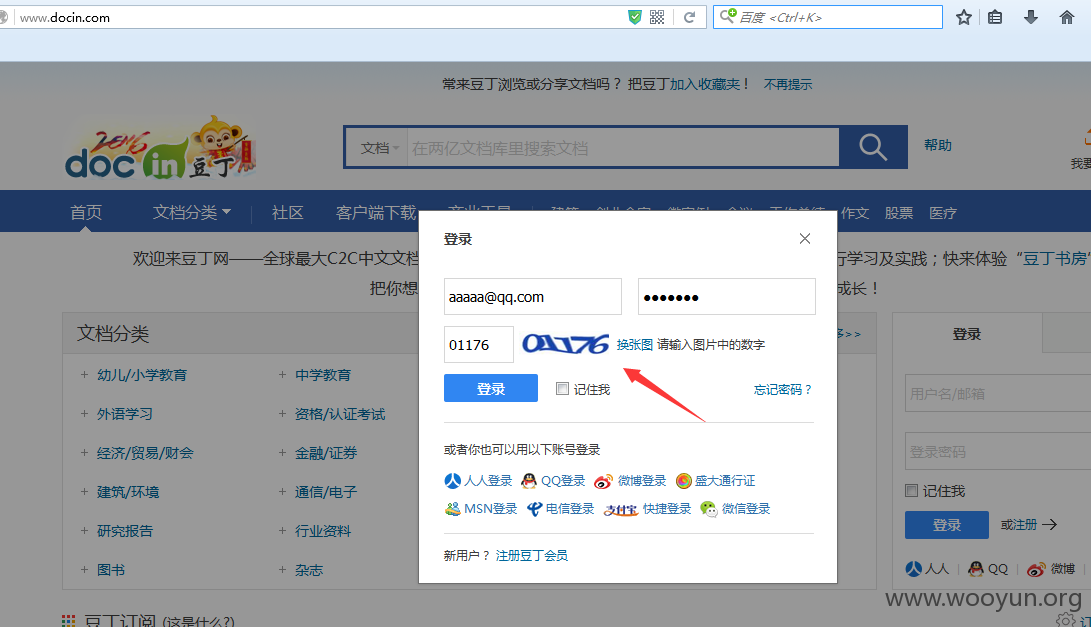 www.docin.com
百度 <Ctrl+K>
常来豆丁浏览或分享文档吗？ 把豆丁加入收藏夹！ 不再提示
2016
docin豆丁
文档
在两亿文档库里搜索文档
帮助
我要
首页 文档分类 社区 客户端下载
作文 股票 医疗
欢迎来豆丁网——全球最大C2C中文文档
行学习及实践；快来体验“豆丁书房”
把你想
成长！
文档分类
多>>
+ 幼儿/小学教育 + 中学教育
+ 外语学习 + 资格/认证考试
+ 经济/贸易/财会 + 金融/证券
+ 建筑/环境 + 通信/电子
+ 研究报告 + 行业资料
+ 图书 + 杂志
豆丁订阅 (这是什么?)
登录
aaaaa@qq.com
•••••••
01176
01176
换张图 请输入图片中的数字
登录
记住我
忘记密码？
或者你也可以用以下账号登录
人人登录 QQ登录 微博登录 盛大通行证
MSN登录 电信登录 支付宝 快捷登录 微信登录
新用户？ 注册豆丁会员
登录
用户名/邮箱
登录密码
记住我
登录 或注册
人人 | QQ | 微博
www.wooyun.org